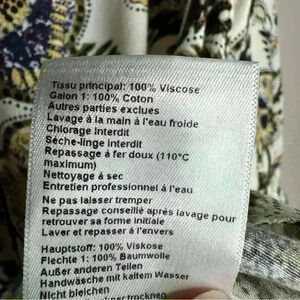 Tissu principal: 100% Viscose
Galon 1: 100% Coton
Autres parties exclues
Lavage à la main à l'eau froide
Chlorage Interdit
Sèche-linge interdit
Repassage à fer doux (110°C
maximum)
Nettoyage à sec
Entretien professionnel à l'eau
Ne pas laisser tremper
Repassage conseillé après lavage pour
retrouver sa forme initiale
Laver et repasser à l'envers
Hauptstoff: 100% Viskose
Flechte 1: 100% Baumwolle
Außer anderen Teilen
Handwäsche mit kaltem Wasser
Nicht bleichen
trocknen